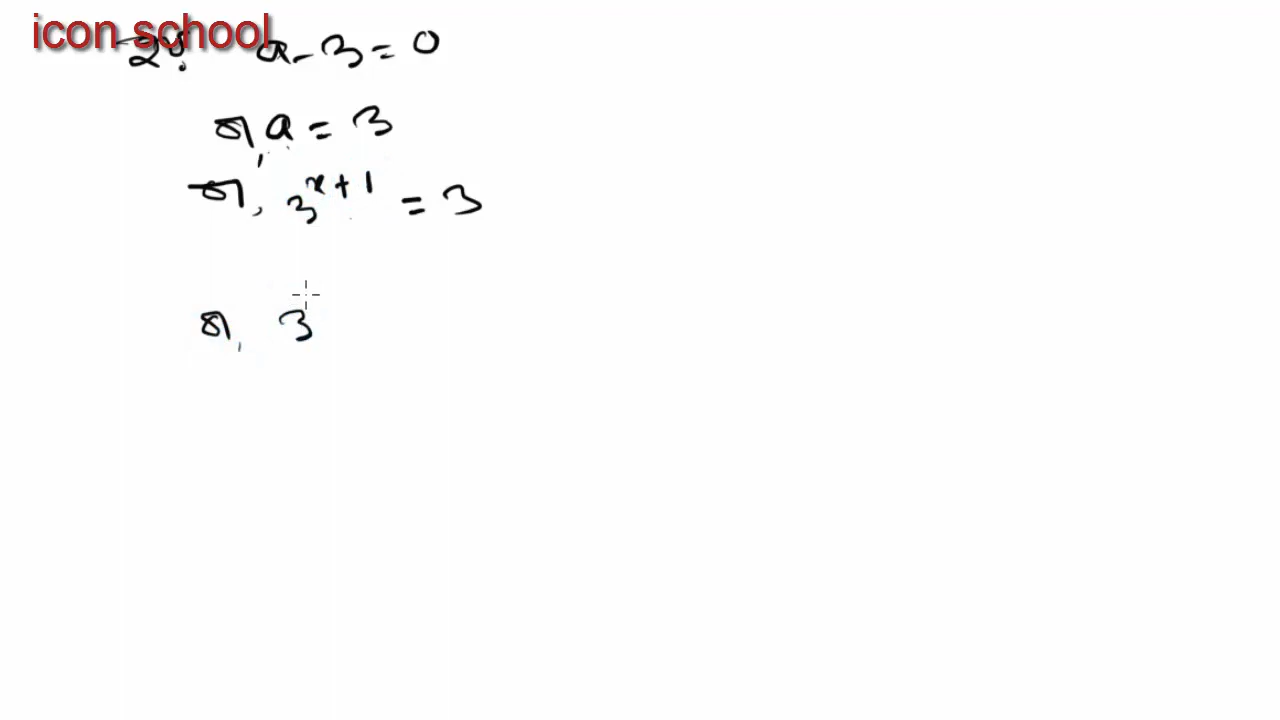 icon school
a - 3 = 0
বা, a = 3
বা, 3^{x+1} = 3
বা, 3